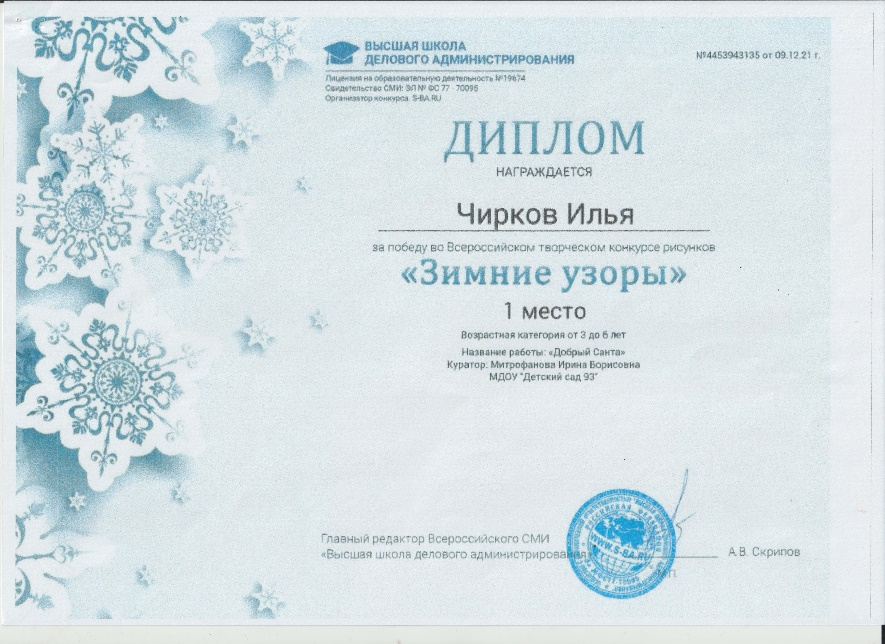 ВЫСШАЯ ШКОЛА
ДЕЛОВОГО АДМИНИСТРИРОВАНИЯ
№4453943135 от 09.12.21 г.
Лицензия на образовательную деятельность №19674
Свидетельство СМИ: ЭЛ № ФС 77 - 70095
Организатор конкурса: S-BA.RU
ДИПЛОМ
НАГРАЖДАЕТСЯ
Чирков Илья
за победу во Всероссийском творческом конкурсе рисунков
«Зимние узоры»
1 место
Возрастная категория от 3 до 6 лет
Название работы: «Добрый Санта»
Куратор: Митрофанова Ирина Борисовна
МДОУ "Детский сад 93"
Главный редактор Всероссийского СМИ
«Высшая школа делового администрирования»
А.В. Скрипов
WWW.S-BA.RU